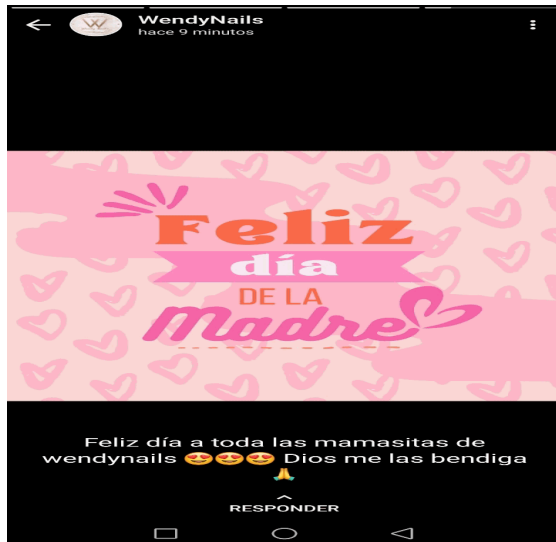 WendyNails
hace 9 minutos
Feliz
día
DE LA
Madre
Feliz día a toda las mamasitas de
wendynails 😍😍😍 Dios me las bendiga
🙏
RESPONDER